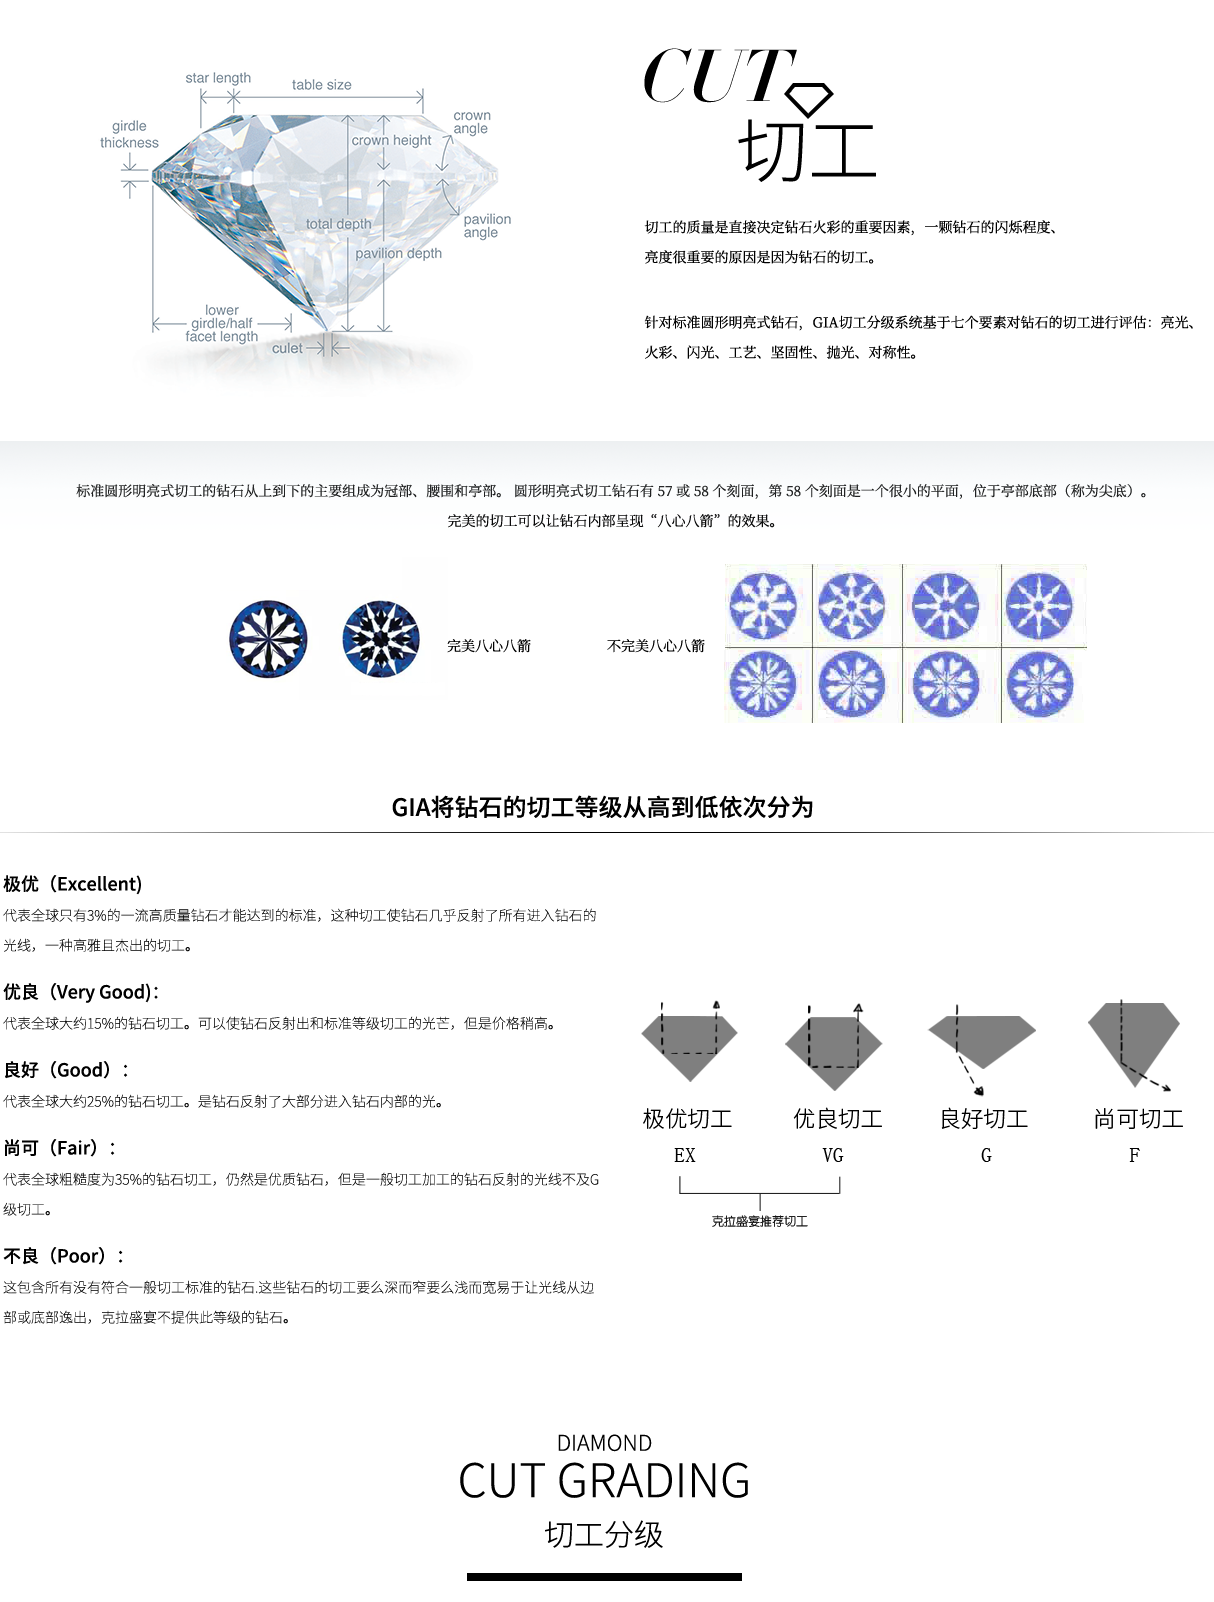 star length
table size
girdle
thickness
crown height
crown
angle
total depth
pavilion
angle
pavilion depth
lower
girdle/half
facet length
culet
CUT
切工
切工的质量是直接决定钻石火彩的重要因素，一颗钻石的闪烁程度、
亮度很重要的原因是因为钻石的切工。
针对标准圆形明亮式钻石，GIA切工分级系统基于七个要素对钻石的切工进行评估：亮光、
火彩、闪光、工艺、坚固性、抛光、对称性。
标准圆形明亮式切工的钻石从上到下的主要组成为冠部、腰围和亭部。 圆形明亮式切工钻石有 57 或 58 个刻面，第 58 个刻面是一个很小的平面，位于亭部底部（称为尖底）。
完美的切工可以让钻石内部呈现“八心八箭”的效果。
完美八心八箭
不完美八心八箭
GIA将钻石的切工等级从高到低依次分为
极优（Excellent)
代表全球只有3%的一流高质量钻石才能达到的标准，这种切工使钻石几乎反射了所有进入钻石的
光线，一种高雅且杰出的切工。
优良（Very Good)：
代表全球大约15%的钻石切工。可以使钻石反射出和标准等级切工的光芒，但是价格稍高。
良好（Good）：
代表全球大约25%的钻石切工。是钻石反射了大部分进入钻石内部的光。
尚可（Fair）：
代表全球粗糙度为35%的钻石切工，仍然是优质钻石，但是一般切工加工的钻石反射的光线不及G
级切工。
不良（Poor）：
这包含所有没有符合一般切工标准的钻石.这些钻石的切工要么深而窄要么浅而宽易于让光线从边
部或底部逸出，克拉盛宴不提供此等级的钻石。
极优切工
优良切工
良好切工
尚可切工
EX
VG
G
F
克拉盛宴推荐切工
DIAMOND
CUT GRADING
切工分级